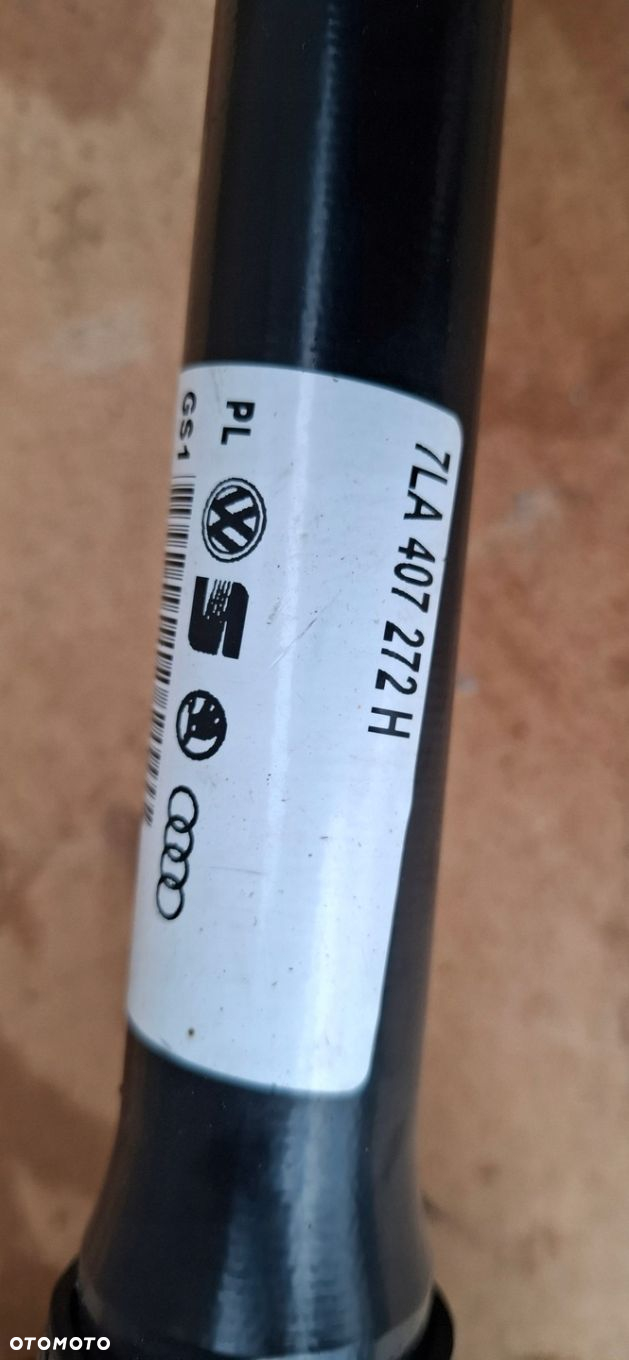 7LA 407 272 H
PL
GS1
OTOMOTO